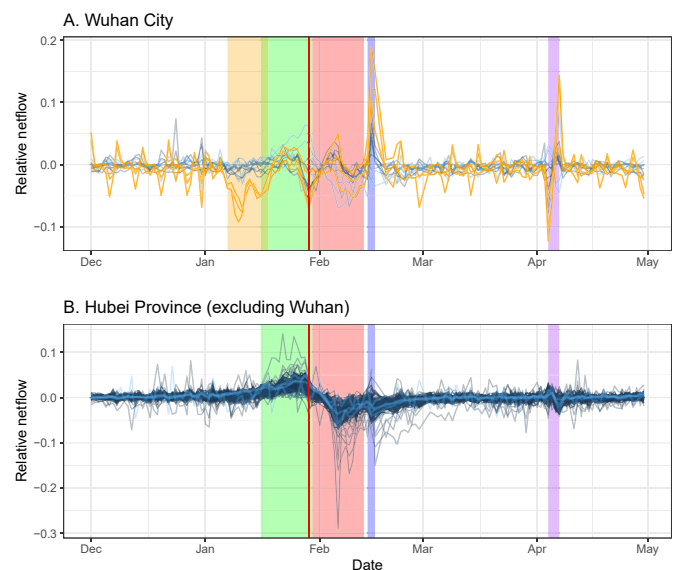 A. Wuhan City
0.2
0.1
0.0
−0.1
Relative netflow
Dec Jan Feb Mar Apr May
B. Hubei Province (excluding Wuhan)
0.1
0.0
−0.1
−0.2
−0.3
Relative netflow
Dec Jan Feb Mar Apr May
Date